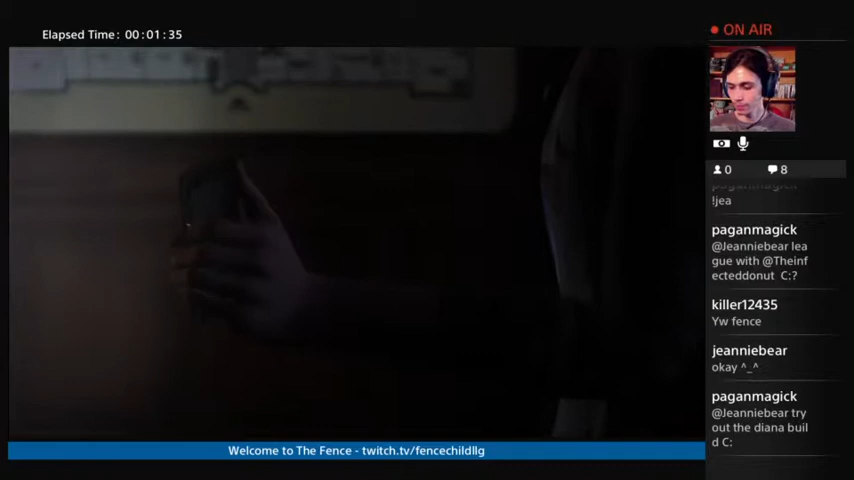 Elapsed Time: 00:01:35
ON AIR
0 8
!jea
paganmagick
@Jeanniebear lea
gue with @Theinf
ecteddonut C:?
killer12435
Yw fence
jeanniebear
okay ^_^
paganmagick
@Jeanniebear try
out the diana buil
d C:
Welcome to The Fence - twitch.tv/fencechildllg